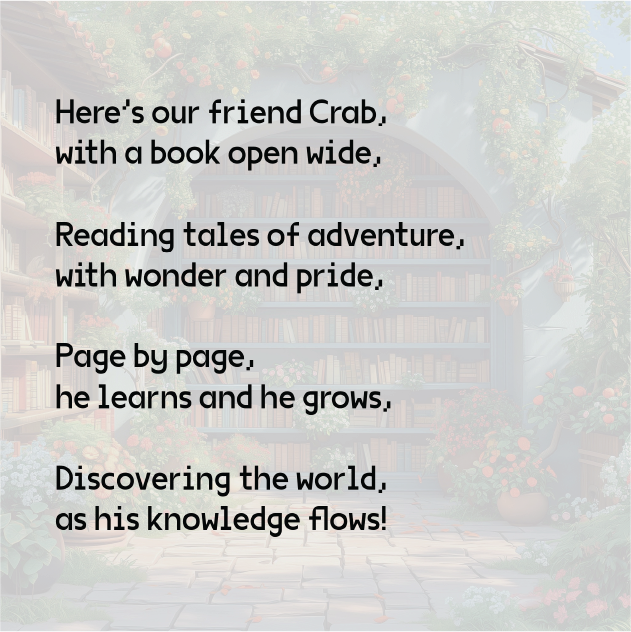 Here's our friend Crab,
with a book open wide,
Reading tales of adventure,
with wonder and pride,
Page by page,
he learns and he grows,
Discovering the world,
as his knowledge flows!